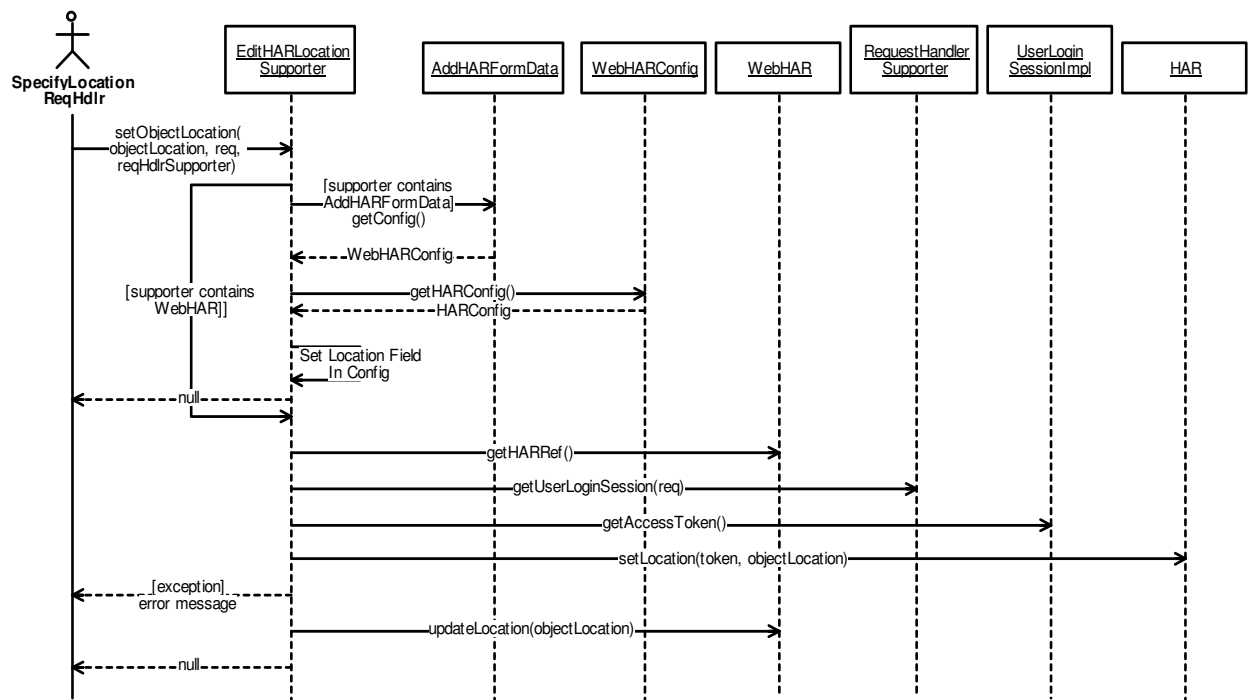 SpecifyLocation
ReqHdlr
EditHARLocation
Supporter
AddHARFormData
WebHARConfig
WebHAR
RequestHandler
Supporter
UserLogin
SessionImpl
HAR
setObjectLocation(
objectLocation, req,
reqHdlrSupporter)
[supporter contains
AddHARFormData]
getConfig()
WebHARConfig
[supporter contains
WebHAR]]
getHARConfig()
HARConfig
Set Location Field
In Config
null
getHARRef()
getUserLoginSession(req)
getAccessToken()
setLocation(token, objectLocation)
[exception]
error message
updateLocation(objectLocation)
null